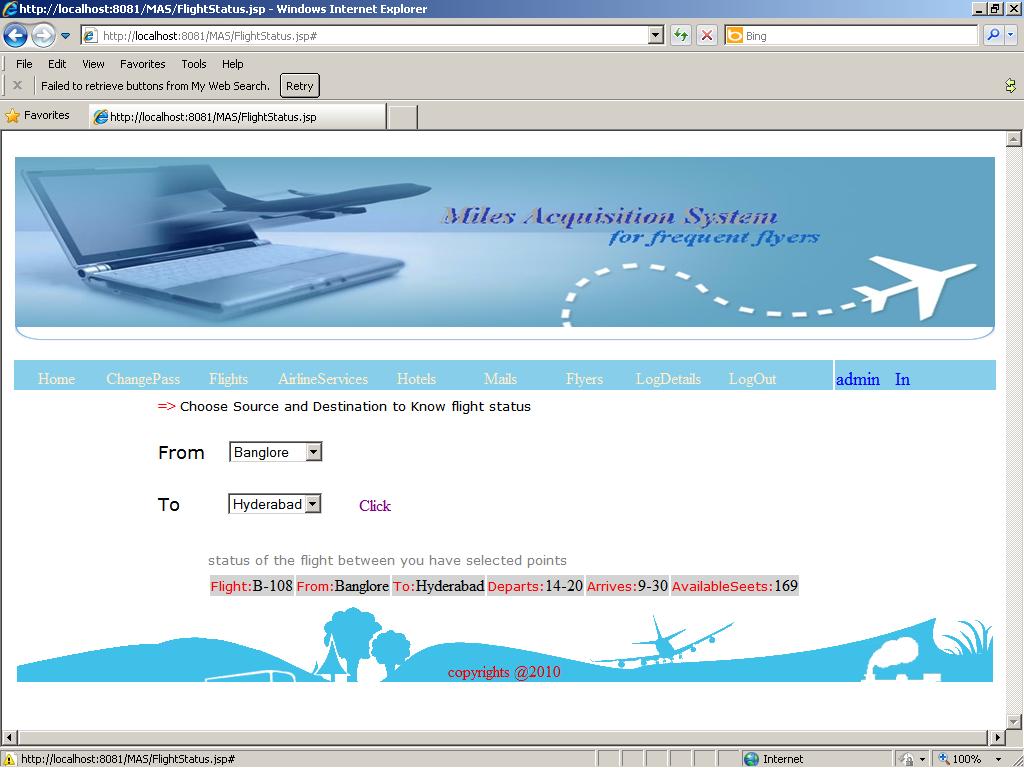 http://localhost:8081/MAS/FlightStatus.jsp - Windows Internet Explorer
http://localhost:8081/MAS/FlightStatus.jsp#
Bing
File Edit View Favorites Tools Help
Failed to retrieve buttons from My Web Search. Retry
Favorites http://localhost:8081/MAS/FlightStatus.jsp
Miles Acquisition System
for frequent flyers
Home ChangePass Flights AirlineServices Hotels Mails Flyers LogDetails LogOut admin In
=> Choose Source and Destination to Know flight status
From Banglore
To Hyderabad Click
status of the flight between you have selected points
Flight:B-108 From:Banglore To:Hyderabad Departs:14-20 Arrives:9-30 AvailableSeets:169
copyrights @2010
http://localhost:8081/MAS/FlightStatus.jsp# Internet 100%